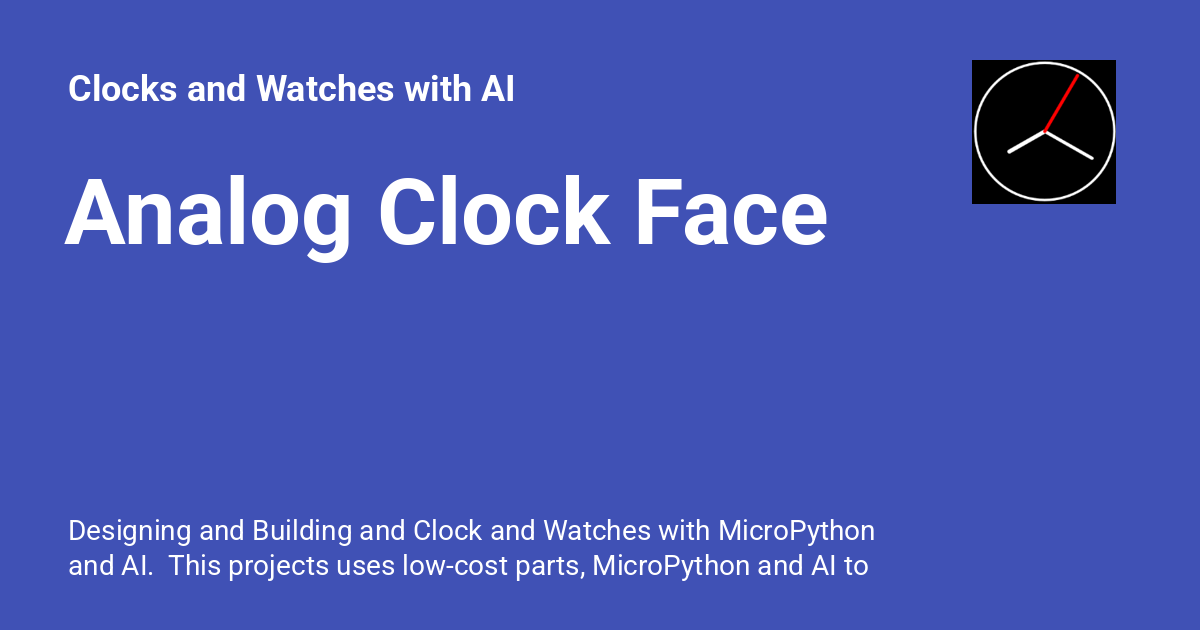 Clocks and Watches with AI
Analog Clock Face
Designing and Building and Clock and Watches with MicroPython
and AI.  This projects uses low-cost parts, MicroPython and AI to